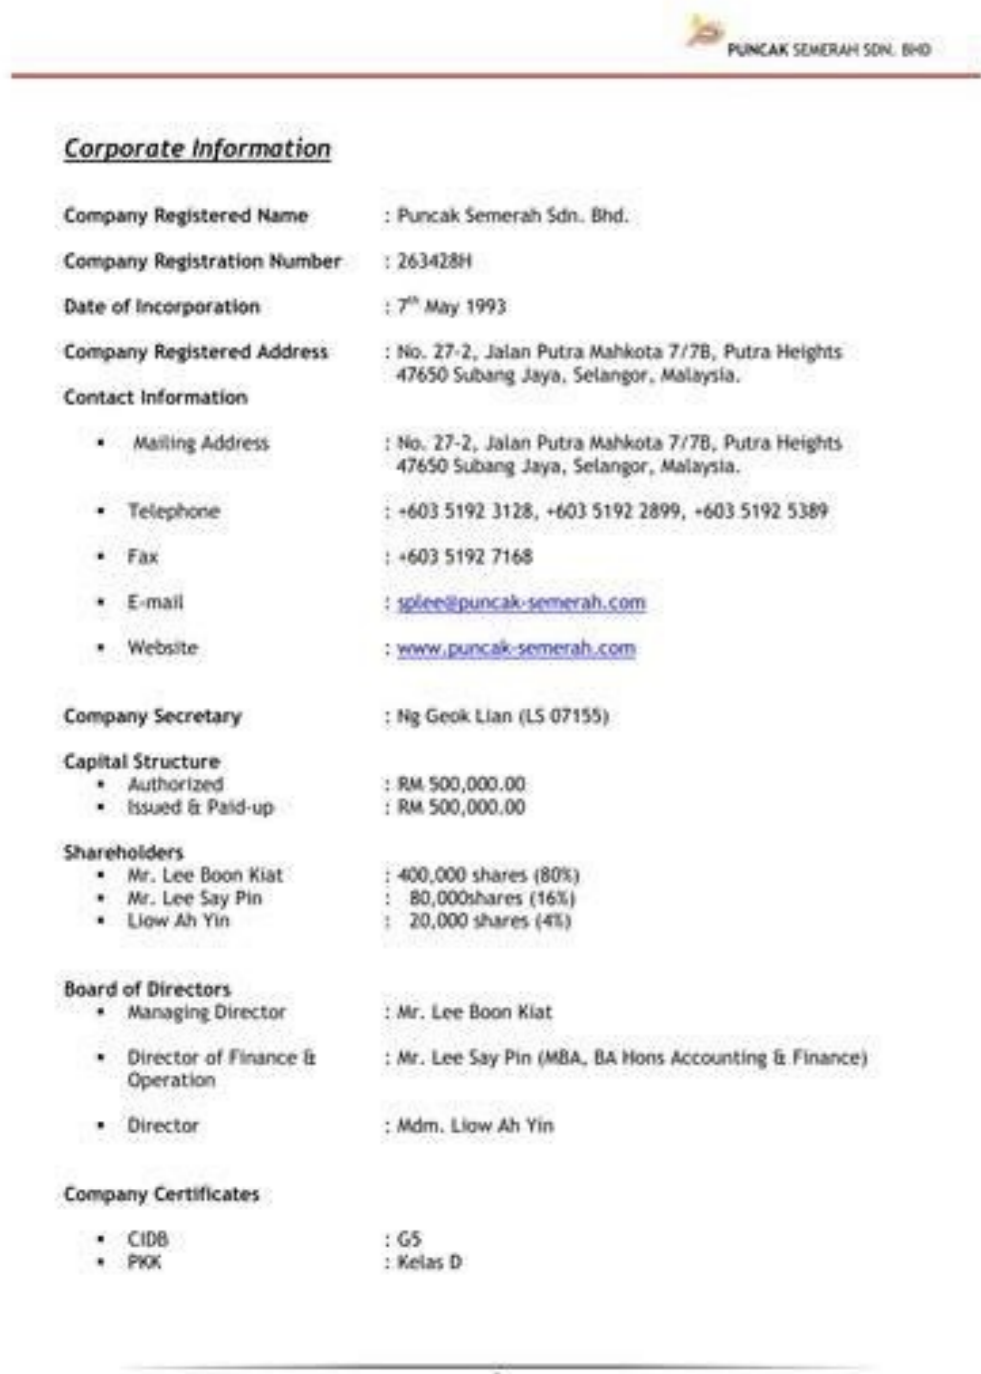 PUNCAK SEMERAH SDN. BHD
Corporate Information
Company Registered Name : Puncak Semerah Sdn. Bhd.
Company Registration Number : 263428H
Date of Incorporation : 7th May 1993
Company Registered Address : No. 27-2, Jalan Putra Mahkota 7/7B, Putra Heights
47650 Subang Jaya, Selangor, Malaysia.
Contact Information
▪ Mailing Address : No. 27-2, Jalan Putra Mahkota 7/7B, Putra Heights
47650 Subang Jaya, Selangor, Malaysia.
▪ Telephone : +603 5192 3128, +603 5192 2899, +603 5192 5389
▪ Fax : +603 5192 7168
▪ E-mail : splee@puncak-semerah.com
▪ Website : www.puncak-semerah.com
Company Secretary : Ng Geok Lian (LS 07155)
Capital Structure
▪ Authorized : RM 500,000.00
▪ Issued & Paid-up : RM 500,000.00
Shareholders
▪ Mr. Lee Boon Kiat : 400,000 shares (80%)
▪ Mr. Lee Say Pin : 80,000shares (16%)
▪ Liow Ah Yin : 20,000 shares (4%)
Board of Directors
▪ Managing Director : Mr. Lee Boon Kiat
▪ Director of Finance & : Mr. Lee Say Pin (MBA, BA Hons Accounting & Finance)
Operation
▪ Director : Mdm. Liow Ah Yin
Company Certificates
▪ CIDB : G5
▪ PKK : Kelas D